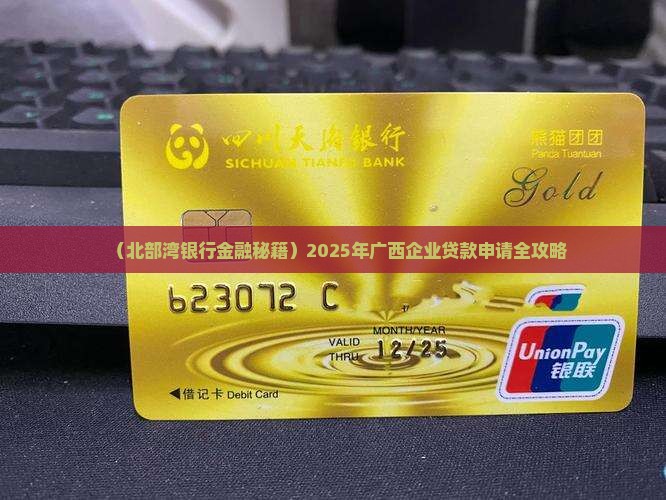 四川天府银行
SICHUAN TIANFU BANK
熊猫团团
Panda Tuantuan
Gold
（北部湾银行金融秘籍）2025年广西企业贷款申请全攻略
623072 C
MONTH/YEAR
VALID
THRU
12/25
UnionPay
银联
◀借记卡 Debit Card